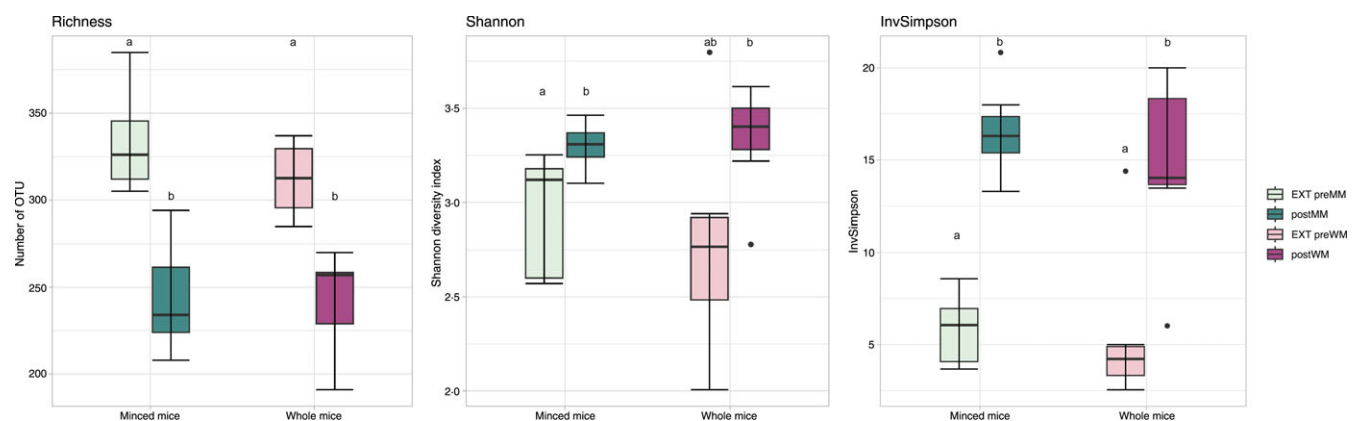 Richness
a
a
b
b
350
300
250
200
Number of OTU
Minced mice
Whole mice
Shannon
ab
b
a
b
3·5
3·0
2·5
2·0
Shannon diversity index
Minced mice
Whole mice
InvSimpson
b
b
a
a
20
15
10
5
InvSimpson
Minced mice
Whole mice
EXT preMM
postMM
EXT preWM
postWM